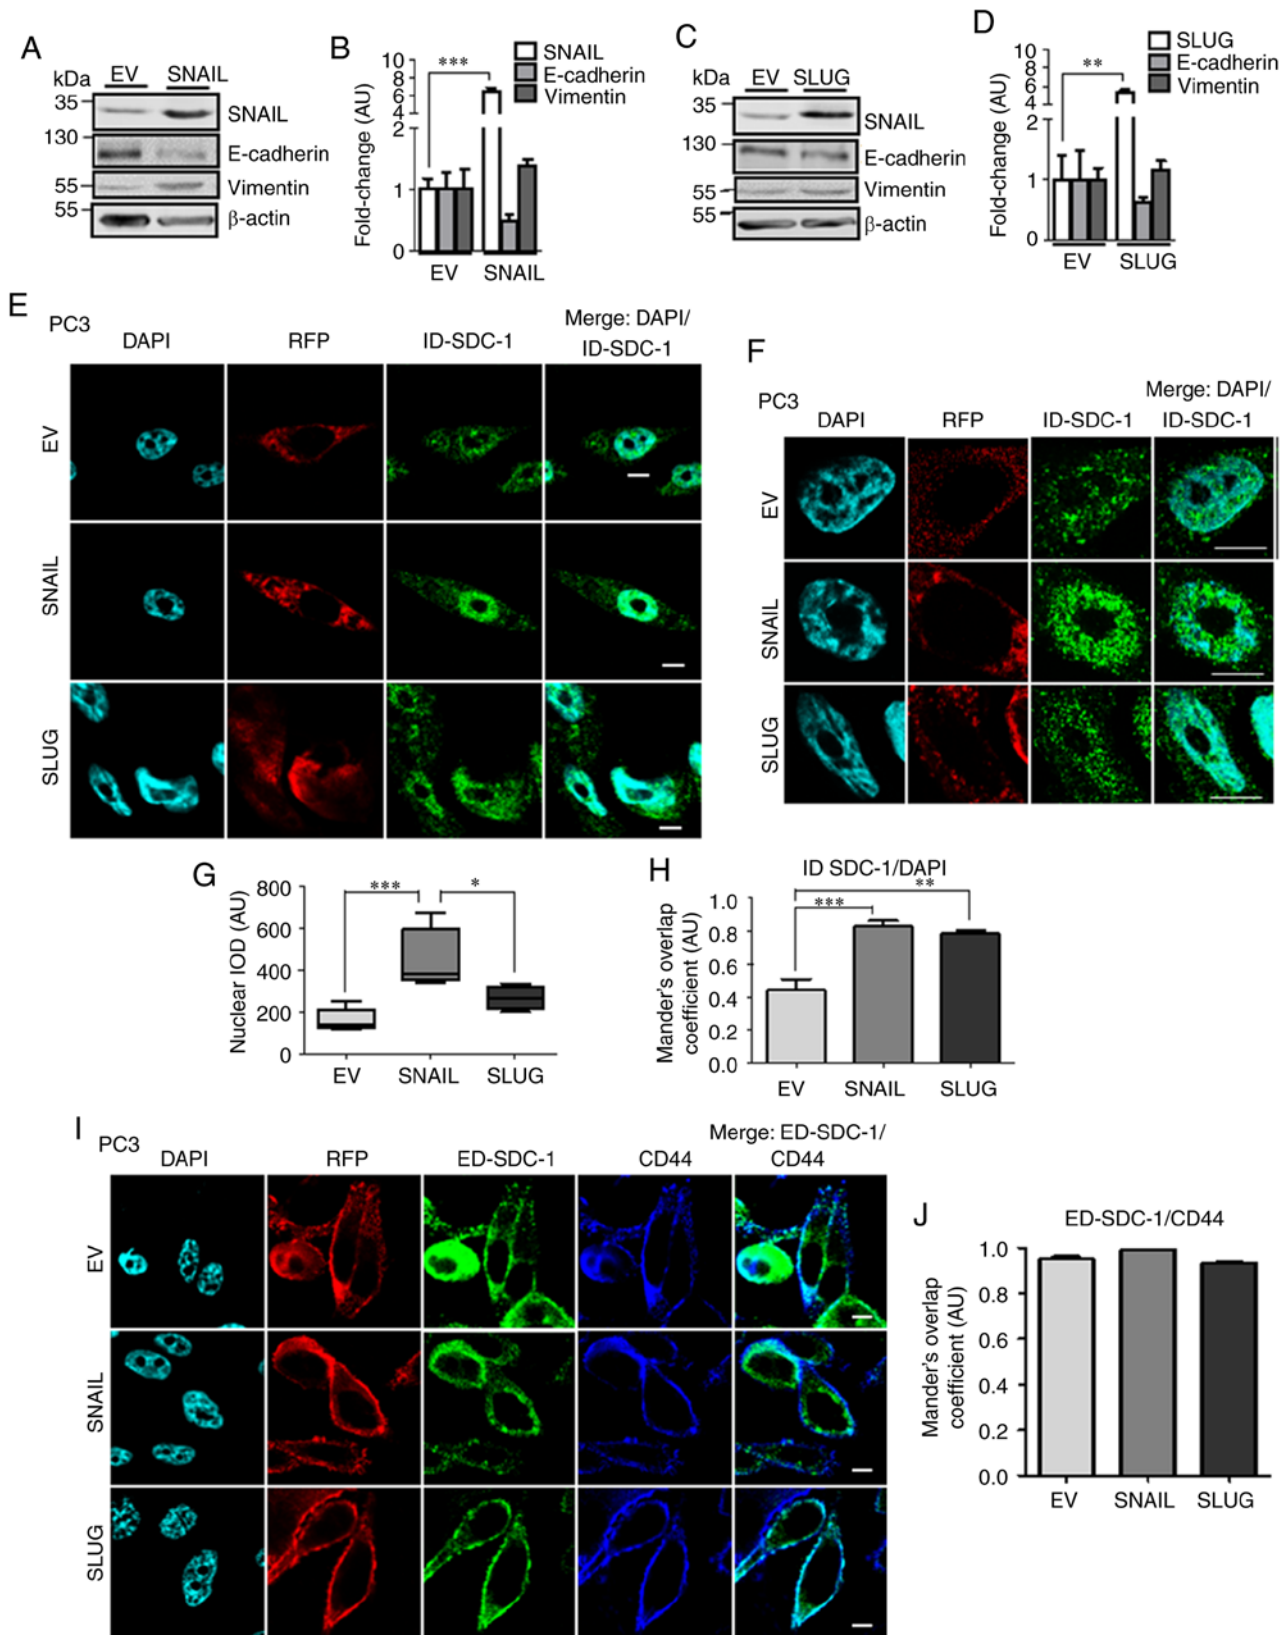 A
kDa
EV SNAIL
35
SNAIL
130
E-cadherin
55
Vimentin
55
β-actin
B
Fold-change (AU)
10
8
6
4
2
1
0
***
SNAIL
E-cadherin
Vimentin
EV SNAIL
C
kDa
EV SLUG
35
SNAIL
130
E-cadherin
55
Vimentin
55
β-actin
D
Fold-change (AU)
10
8
6
4
2
1
0
**
SLUG
E-cadherin
Vimentin
EV SLUG
E
PC3
DAPI
RFP
ID-SDC-1
Merge: DAPI/
ID-SDC-1
EV
SNAIL
SLUG
F
PC3
DAPI
RFP
ID-SDC-1
Merge: DAPI/
ID-SDC-1
EV
SNAIL
SLUG
G
Nuclear IOD (AU)
800
600
400
200
0
***
*
EV SNAIL SLUG
H
ID SDC-1/DAPI
Mander's overlap
coefficient (AU)
1.0
0.8
0.6
0.4
0.2
0.0
**
***
EV SNAIL SLUG
I
PC3
DAPI
RFP
ED-SDC-1
CD44
Merge: ED-SDC-1/
CD44
EV
SNAIL
SLUG
J
ED-SDC-1/CD44
Mander's overlap
coefficient (AU)
1.0
0.8
0.6
0.4
0.2
0.0
EV SNAIL SLUG